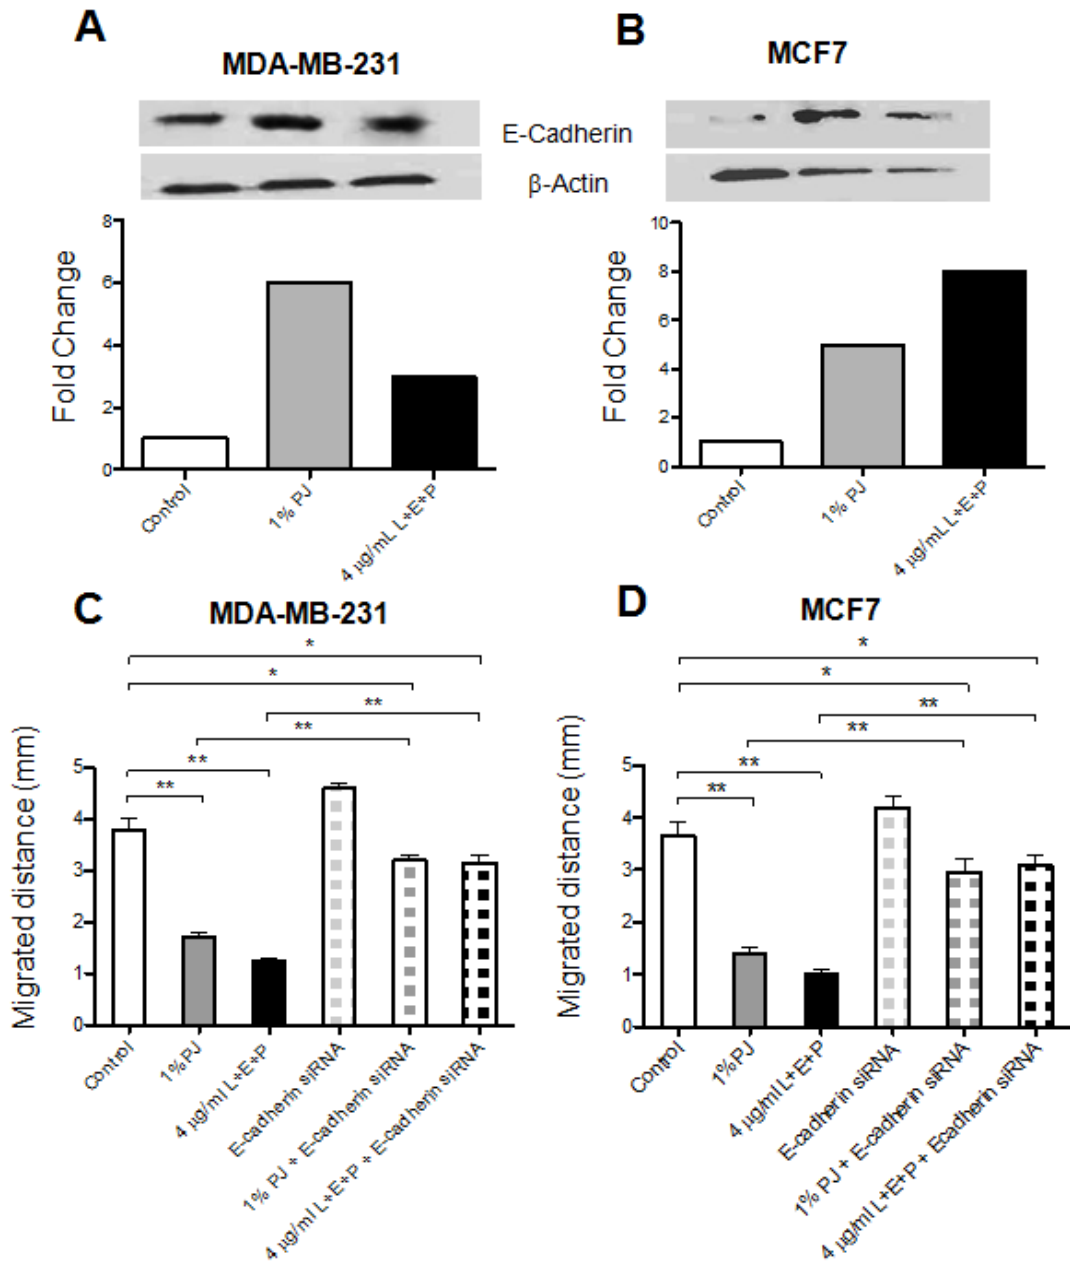 A
MDA-MB-231
B
MCF7
E-Cadherin
β-Actin
Fold Change
8
6
4
2
0
Control
1% PJ
4 µg/mL L+E+P
Fold Change
10
8
6
4
2
0
Control
1% PJ
4 µg/mL L+E+P
C
MDA-MB-231
*
*
**
**
**
**
Migrated distance (mm)
5
4
3
2
1
0
Control
1%PJ
4 µg/ml L+E+P
E-cadherin siRNA
1% PJ + E-cadherin siRNA
4 µg/ml L+E+P + E-cadherin siRNA
D
MCF7
*
*
**
**
**
**
Migrated distance (mm)
5
4
3
2
1
0
Control
1%PJ
4 µg/ml L+E+P
E-cadherin siRNA
1% PJ + E-cadherin siRNA
4 µg/ml L+E+P + Ecadherin siRNA